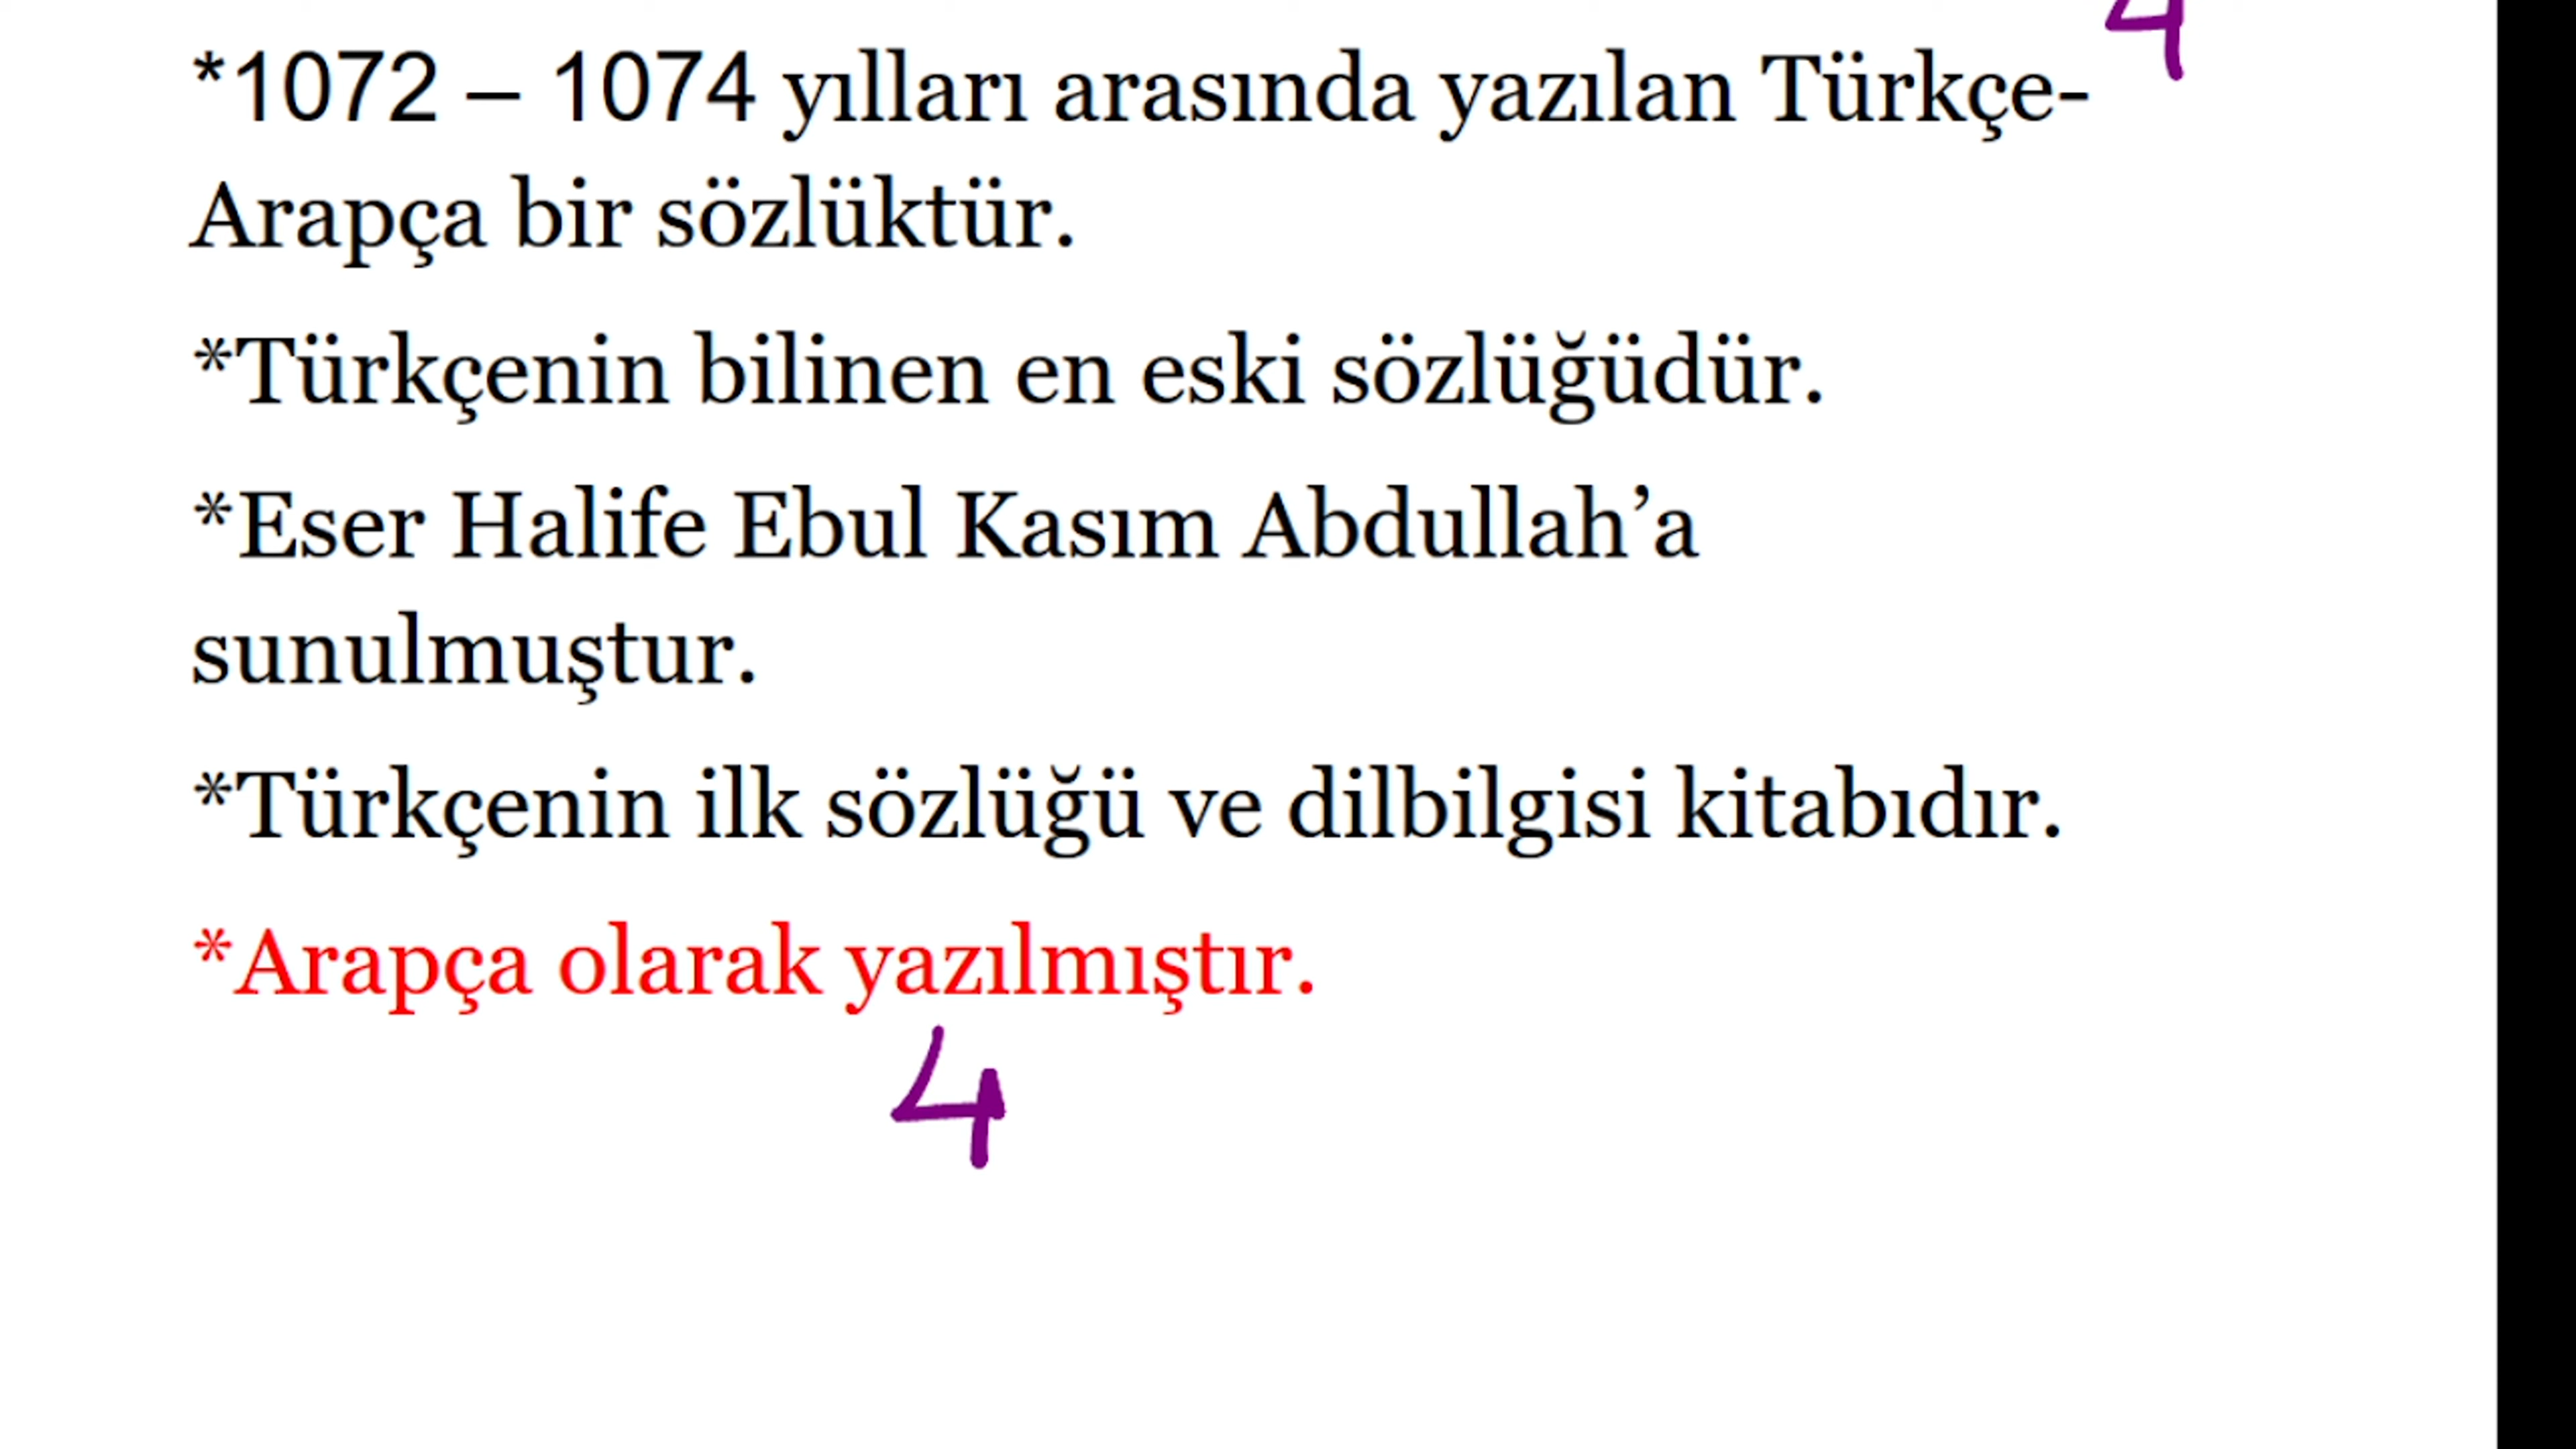 4
*1072 – 1074 yılları arasında yazılan Türkçe-
Arapça bir sözlüktür.
*Türkçenin bilinen en eski sözlüğüdür.
*Eser Halife Ebul Kasım Abdullah’a
sunulmuştur.
*Türkçenin ilk sözlüğü ve dilbilgisi kitabıdır.
*Arapça olarak yazılmıştır.
4